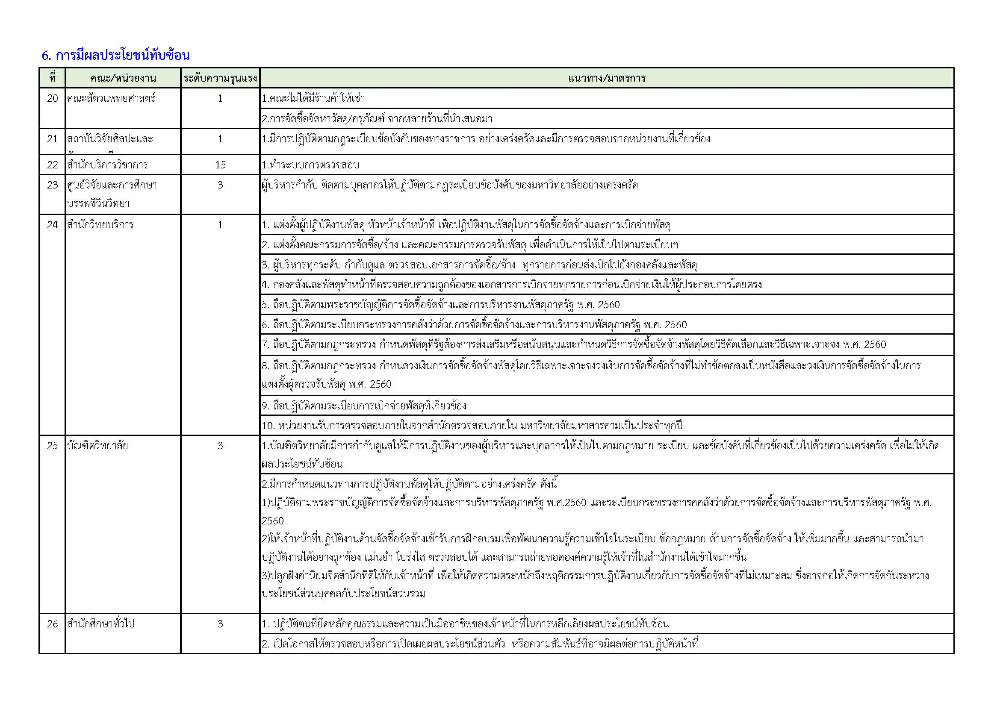 6. การมีผลประโยชน์ทับซ้อน
ที่ คณะ/หน่วยงาน ระดับความรุนแรง แนวทาง/มาตรการ
20 คณะสัตวแพทยศาสตร์ 1 1.คณะไม่ได้มีร้านค้าให้เช่า
2.การจัดซื้อจัดหาวัสดุ/ครุภัณฑ์ จากหลายร้านที่นำเสนอมา
21 สถาบันวิจัยศิลปะและ 1 1.มีการปฏิบัติตามกฎระเบียบข้อบังคับของทางราชการ อย่างเคร่งครัดและมีการตรวจสอบจากหน่วยงานที่เกี่ยวข้อง
22 สำนักบริการวิชาการ 15 1.ทำระบบการตรวจสอบ
23 ศูนย์วิจัยและการศึกษา 3 ผู้บริหารกำกับ ติดตามบุคลากรให้ปฏิบัติตามกฎระเบียบข้อบังคับของมหาวิทยาลัยอย่างเคร่งครัด
บรรพชีวินวิทยา
24 สำนักวิทยบริการ 1 1. แต่งตั้งผู้ปฏิบัติงานพัสดุ หัวหน้าเจ้าหน้าที่ เพื่อปฏิบัติงานพัสดุในการจัดซื้อจัดจ้างและการเบิกจ่ายพัสดุ
2. แต่งตั้งคณะกรรมการจัดซื้อ/จ้าง และคณะกรรมการตรวจรับพัสดุ เพื่อดำเนินการให้เป็นไปตามระเบียบฯ
3. ผู้บริหารทุกระดับ กำกับดูแล ตรวจสอบเอกสารการจัดซื้อ/จ้าง  ทุกรายการก่อนส่งเบิกไปยังกองคลังและพัสดุ
4. กองคลังและพัสดุทำหน้าที่ตรวจสอบความถูกต้องของเอกสารการเบิกจ่ายทุกรายการก่อนเบิกจ่ายเงินให้ผู้ประกอบการโดยตรง
5. ถือปฏิบัติตามพระราชบัญญัติการจัดซื้อจัดจ้างและการบริหารงานพัสดุภาครัฐ พ.ศ. 2560
6. ถือปฏิบัติตามระเบียบกระทรวงการคลังว่าด้วยการจัดซื้อจัดจ้างและการบริหารงานพัสดุภาครัฐ พ.ศ. 2560
7. ถือปฏิบัติตามกฎกระทรวง กำหนดพัสดุที่รัฐต้องการส่งเสริมหรือสนับสนุนและกำหนดวิธีการจัดซื้อจัดจ้างพัสดุโดยวิธีคัดเลือกและวิธีเฉพาะเจาะจง พ.ศ. 2560
8. ถือปฏิบัติตามกฎกระทรวง กำหนดวงเงินการจัดซื้อจัดจ้างพัสดุโดยวิธีเฉพาะเจาะจงวงเงินการจัดซื้อจัดจ้างที่ไม่ทำข้อตกลงเป็นหนังสือและวงเงินการจัดซื้อจัดจ้างในการ
แต่งตั้งผู้ตรวจรับพัสดุ พ.ศ. 2560
9. ถือปฏิบัติตามระเบียบการเบิกจ่ายพัสดุที่เกี่ยวข้อง
10. หน่วยงานรับการตรวจสอบภายในจากสำนักตรวจสอบภายใน มหาวิทยาลัยมหาสารคามเป็นประจำทุกปี
25 บัณฑิตวิทยาลัย 3 1.บัณฑิตวิทยาลัยมีการกำกับดูแลให้มีการปฏิบัติงานของผู้บริหารและบุคลากรให้เป็นไปตามกฎหมาย ระเบียบ และข้อบังคับที่เกี่ยวข้องเป็นไปด้วยความเคร่งครัด เพื่อไม่ให้เกิด
ผลประโยชน์ทับซ้อน
2.มีการกำหนดแนวทางการปฏิบัติงานพัสดุให้ปฏิบัติตามอย่างเคร่งครัด ดังนี้
1)ปฏิบัติตามพระราชบัญญัติการจัดซื้อจัดจ้างและการบริหารพัสดุภาครัฐ พ.ศ.2560 และระเบียบกระทรวงการคคลังว่าด้วยการจัดซื้อจัดจ้างและการบริหารพัสดุภาครัฐ พ.ศ.
2560
2)ให้เจ้าหน้าที่ปฏิบัติงานด้านจัดซื้อจัดจ้างเข้ารับการฝึกอบรมเพื่อพัฒนาความรู้ความเข้าใจในระเบียบ ข้อกฎหมาย ด้านการจัดซื้อจัดจ้าง ให้เพิ่มมากขึ้น และสามารถนำมา
ปฏิบัติงานได้อย่างถูกต้อง แม่นยำ โปร่งใส ตรวจสอบได้ และสามารถถ่ายทอดองค์ความรู้ให้เจ้าที่ในสำนักงานได้เข้าใจมากขึ้น
3)ปลูกฝังค่านิยมจิตสำนึกที่ดีให้กับเจ้าหน้าที่ เพื่อให้เกิดความตระหนักถึงพฤติกรรมการปฏิบัติงานเกี่ยวกับการจัดซื้อจัดจ้างที่ไม่เหมาะสม ซึ่งอาจก่อให้เกิดการจัดกันระหว่าง
ประโยชน์ส่วนบุคคลกับประโยชน์ส่วนรวม
26 สำนักศึกษาทั่วไป 3 1. ปฏิบัติตนที่ยึดหลักคุณธรรมและความเป็นมืออาชีพของเจ้าหน้าที่ในการหลีกเลี่ยงผลประโยชน์ทับซ้อน
2. เปิดโอกาสให้ตรวจสอบหรือการเปิดเผยผลประโยชน์ส่วนตัว  หรือความสัมพันธ์ที่อาจมีผลต่อการปฏิบัติหน้าที่